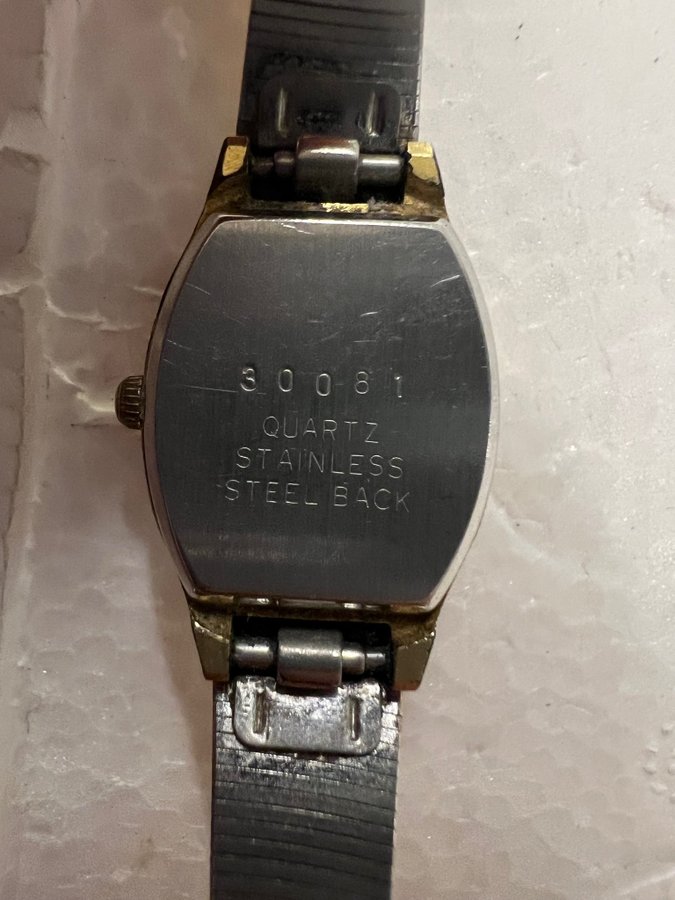 30081
QUARTZ
STAINLESS
STEEL BACK